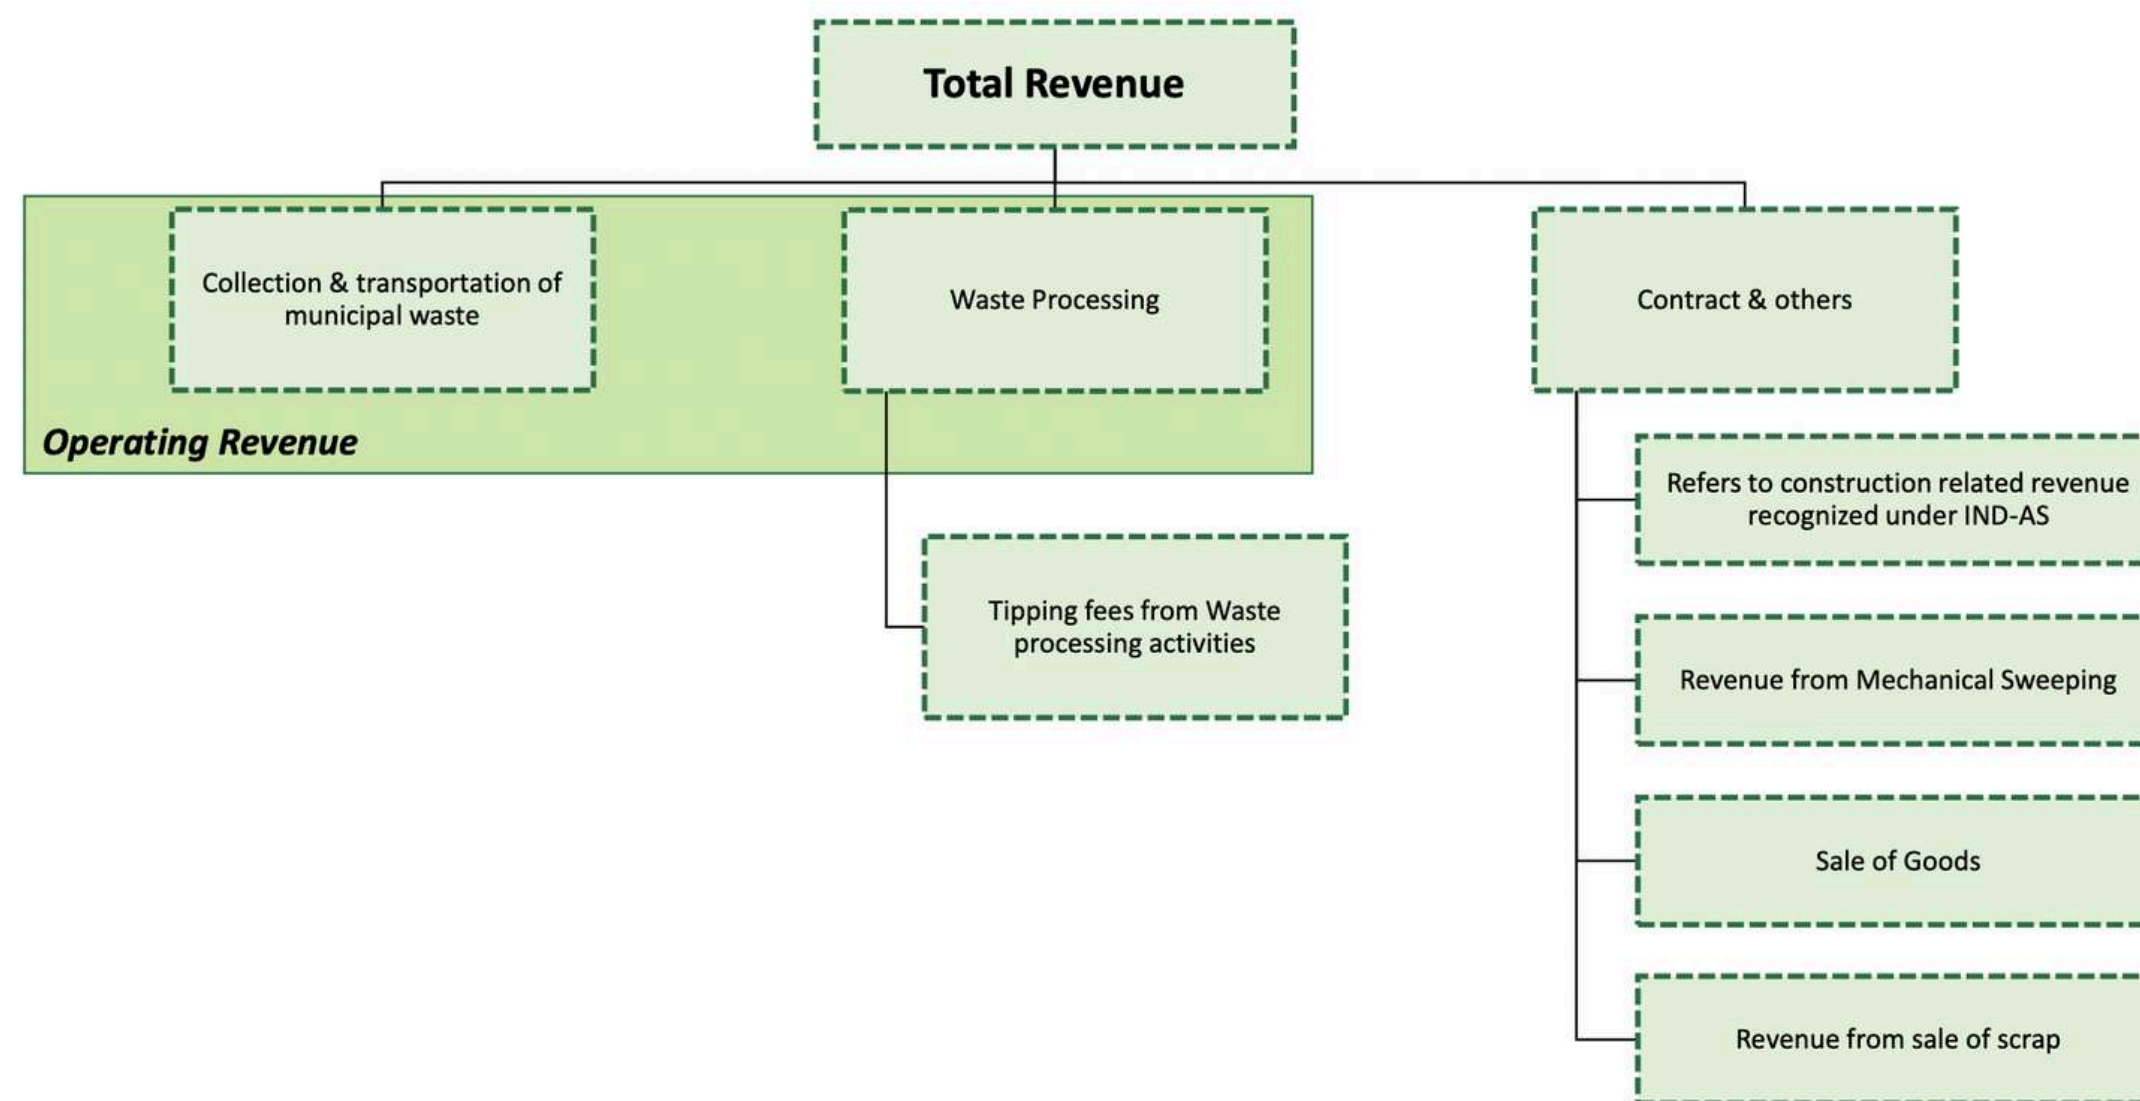 Total Revenue
Collection & transportation of
municipal waste
Waste Processing
Contract & others
Operating Revenue
Refers to construction related revenue
recognized under IND-AS
Tipping fees from Waste
processing activities
Revenue from Mechanical Sweeping
Sale of Goods
Revenue from sale of scrap